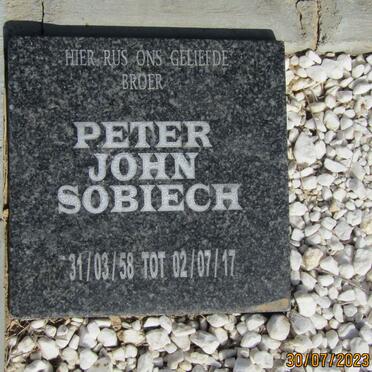 HIER RUS ONS GELIEFDE
BROER
PETER
JOHN
SOBIECH
31/03/58 TOT 02/07/17
30/07/2023